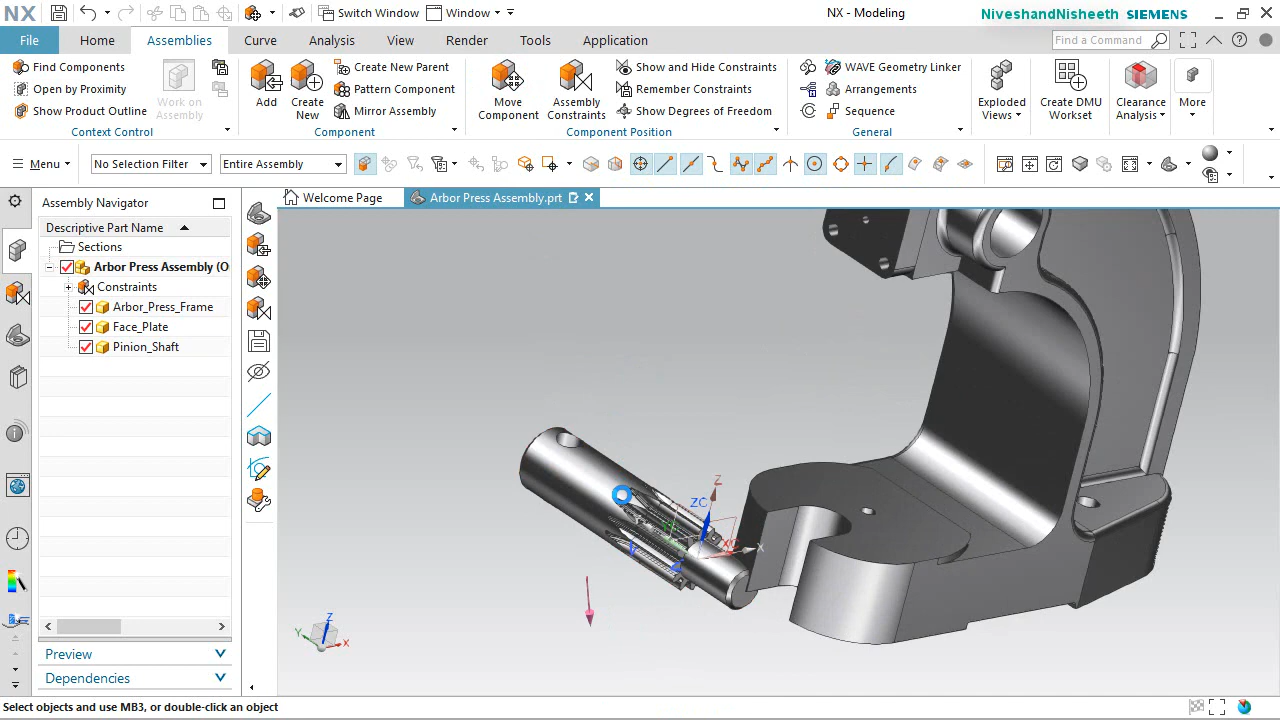 NX
Switch Window
Window
NX - Modeling
NiveshandNisheeth SIEMENS
File
Home
Assemblies
Curve
Analysis
View
Render
Tools
Application
Find a Command
Find Components
Open by Proximity
Show Product Outline
Work on
Assembly
Context Control
Add
Create
New
Create New Parent
Pattern Component
Mirror Assembly
Component
Move
Component
Assembly
Constraints
Show and Hide Constraints
Remember Constraints
Show Degrees of Freedom
Component Position
WAVE Geometry Linker
Arrangements
Sequence
General
Exploded
Views
Create DMU
Workset
Clearance
Analysis
More
Menu
No Selection Filter
Entire Assembly
Assembly Navigator
Welcome Page
Arbor Press Assembly.prt
Descriptive Part Name
Sections
Arbor Press Assembly (O
Constraints
Arbor_Press_Frame
Face_Plate
Pinion_Shaft
Z
ZC
XC
X
Z
Y
X
Preview
Dependencies
Select objects and use MB3, or double-click an object